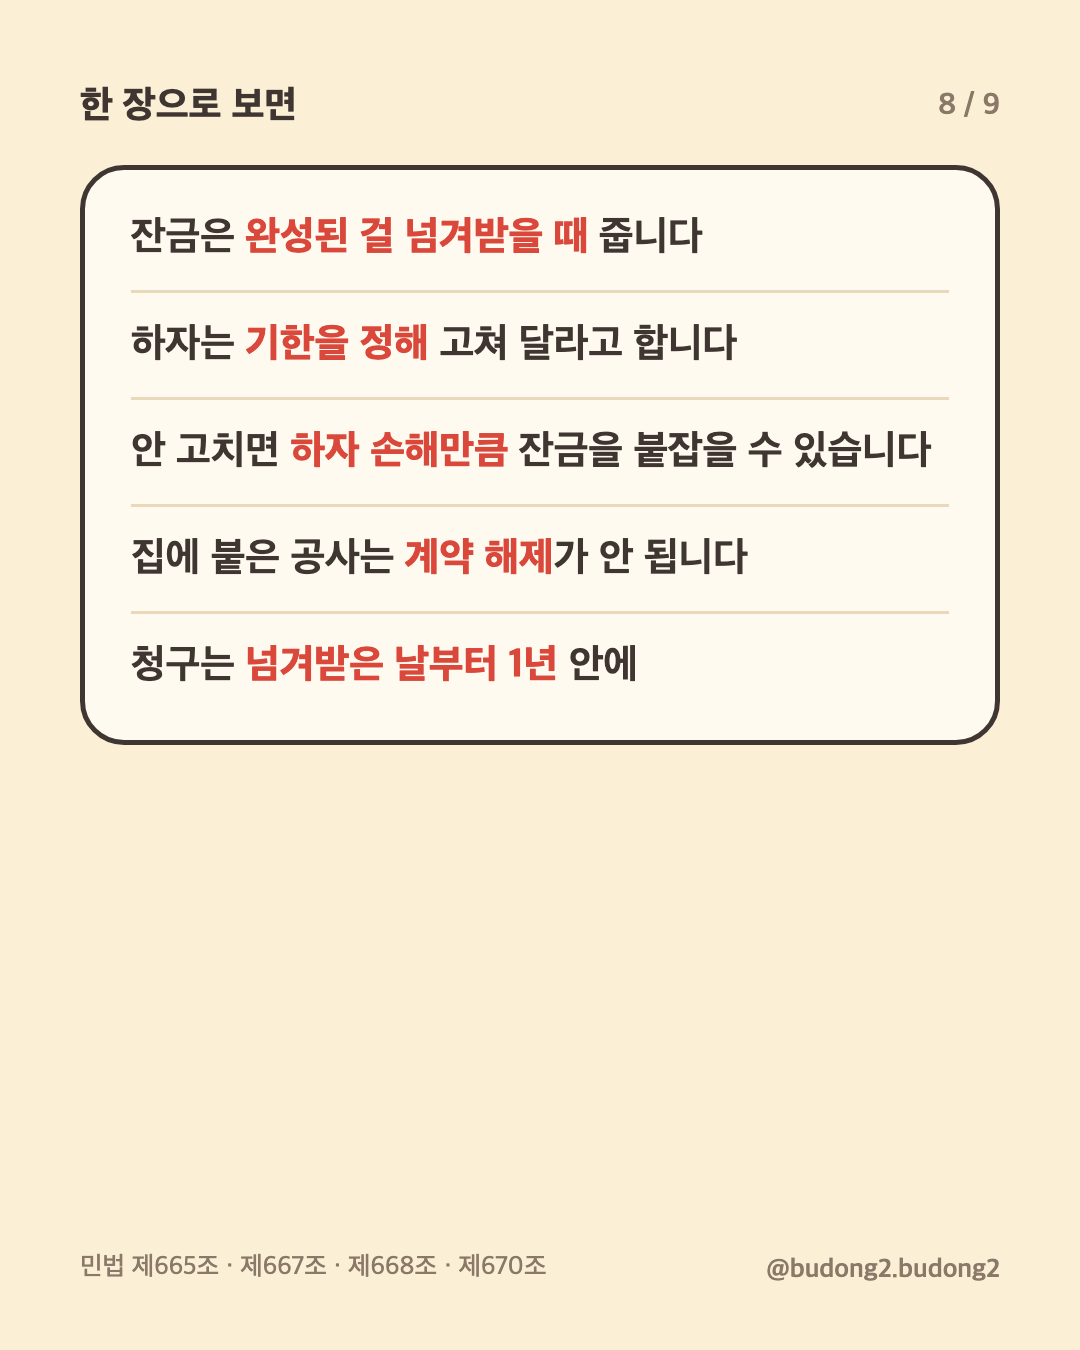 한 장으로 보면
8 / 9
잔금은 완성된 걸 넘겨받을 때 줍니다
하자는 기한을 정해 고쳐 달라고 합니다
안 고치면 하자 손해만큼 잔금을 붙잡을 수 있습니다
집에 붙은 공사는 계약 해제가 안 됩니다
청구는 넘겨받은 날부터 1년 안에
민법 제665조 · 제667조 · 제668조 · 제670조
@budong2.budong2